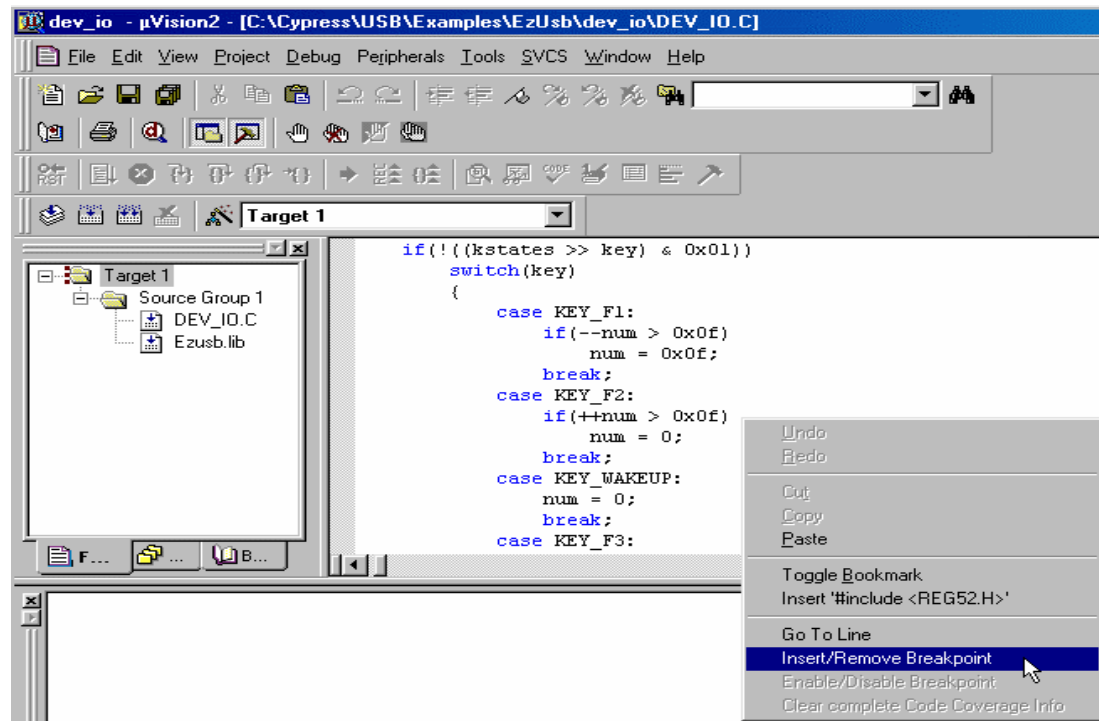 dev_io - µVision2 - [C:\Cypress\USB\Examples\EzUsb\dev_io\DEV_IO.C]
File Edit View Project Debug Peripherals Tools SVCS Window Help
RST
CODE
Target 1
Target 1
Source Group 1
DEV_IO.C
Ezusb.lib
F... ... B...
if(!((kstates >> key) & 0x01))
switch(key)
{
case KEY_F1:
if(--num > 0x0f)
num = 0x0f;
break;
case KEY_F2:
if(++num > 0x0f)
num = 0;
break;
case KEY_WAKEUP:
num = 0;
break;
case KEY_F3:
Undo
Redo
Cut
Copy
Paste
Toggle Bookmark
Insert '#include <REG52.H>'
Go To Line
Insert/Remove Breakpoint
Enable/Disable Breakpoint
Clear complete Code Coverage Info